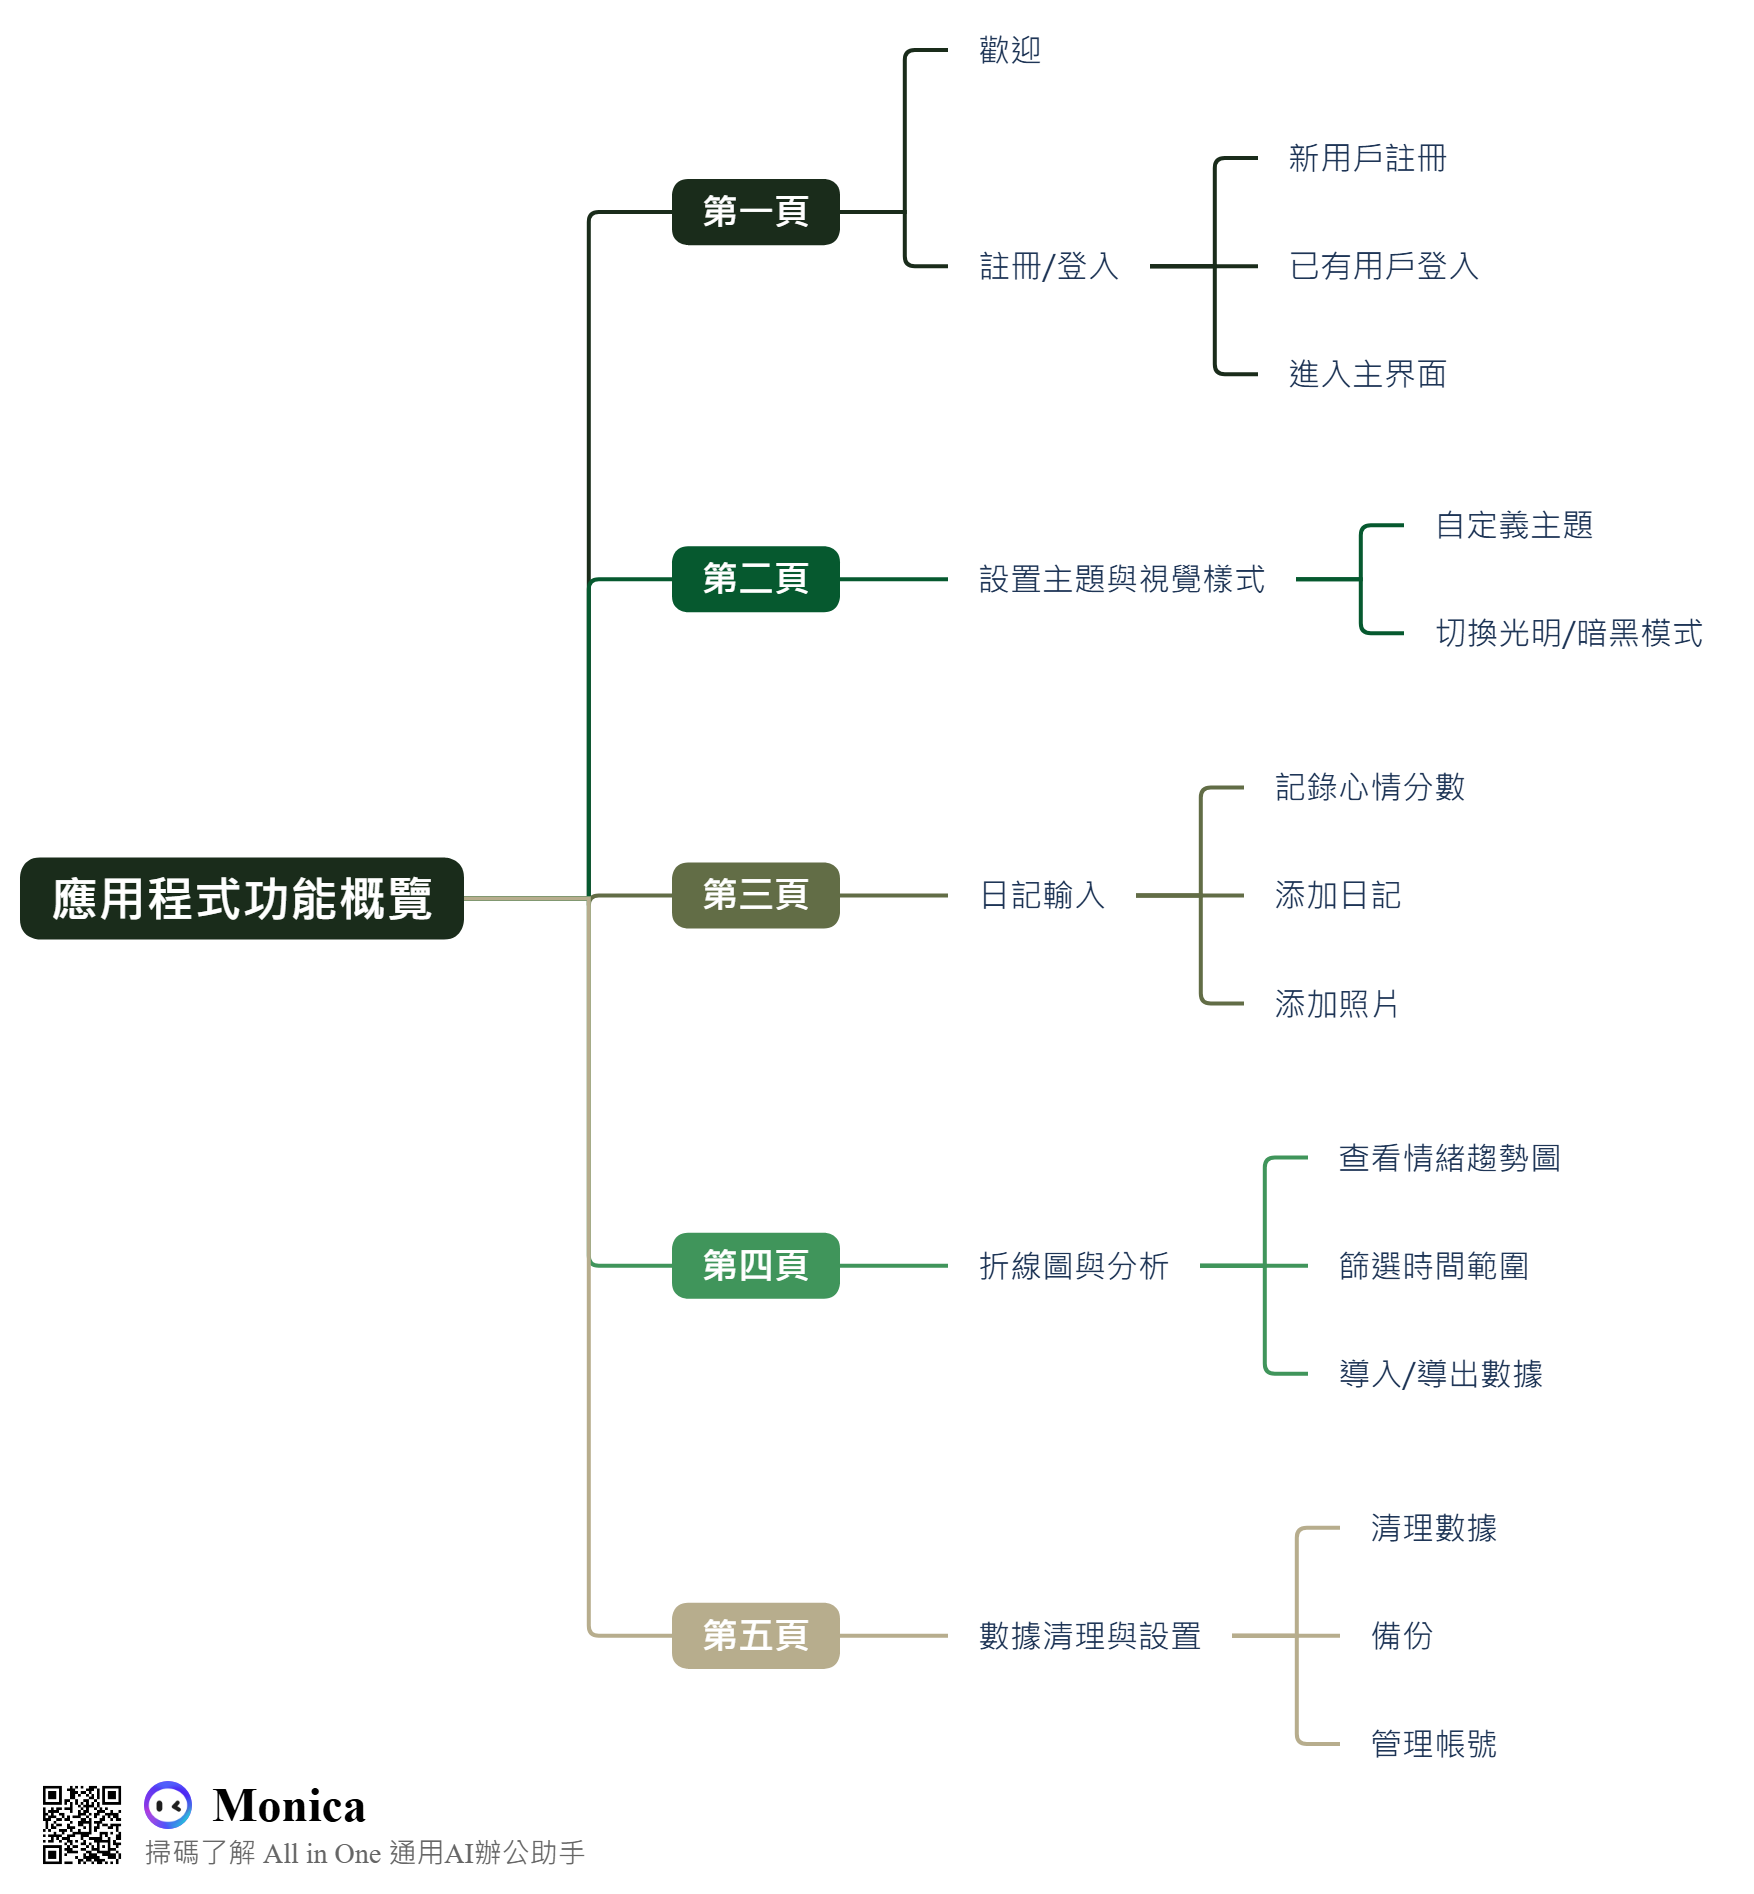 應用程式功能概覽
第一頁
歡迎
註冊/登入
新用戶註冊
已有用戶登入
進入主界面
第二頁
設置主題與視覺樣式
自定義主題
切換光明/暗黑模式
第三頁
日記輸入
記錄心情分數
添加日記
添加照片
第四頁
折線圖與分析
查看情緒趨勢圖
篩選時間範圍
導入/導出數據
第五頁
數據清理與設置
清理數據
備份
管理帳號
Monica
掃碼了解 All in One 通用AI辦公助手